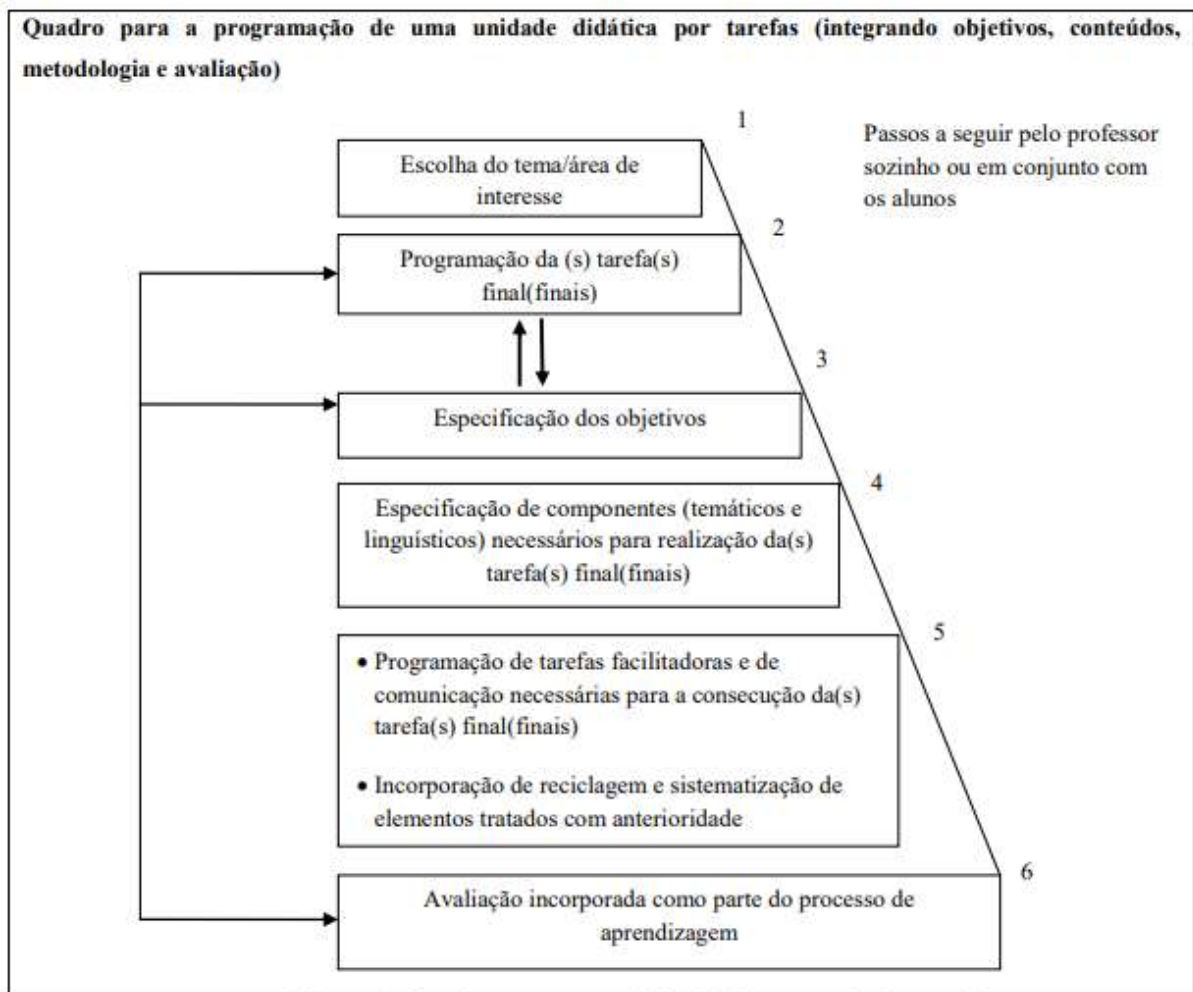 Quadro para a programação de uma unidade didática por tarefas (integrando objetivos, conteúdos,
metodologia e avaliação)
1
Passos a seguir pelo professor
sozinho ou em conjunto com
os alunos
Escolha do tema/área de
interesse
2
Programação da (s) tarefa(s)
final(finais)
3
Especificação dos objetivos
4
Especificação de componentes (temáticos e
linguísticos) necessários para realização da(s)
tarefa(s) final(finais)
5
• Programação de tarefas facilitadoras e de
comunicação necessárias para a consecução da(s)
tarefa(s) final(finais)
• Incorporação de reciclagem e sistematização de
elementos tratados com anterioridade
6
Avaliação incorporada como parte do processo de
aprendizagem